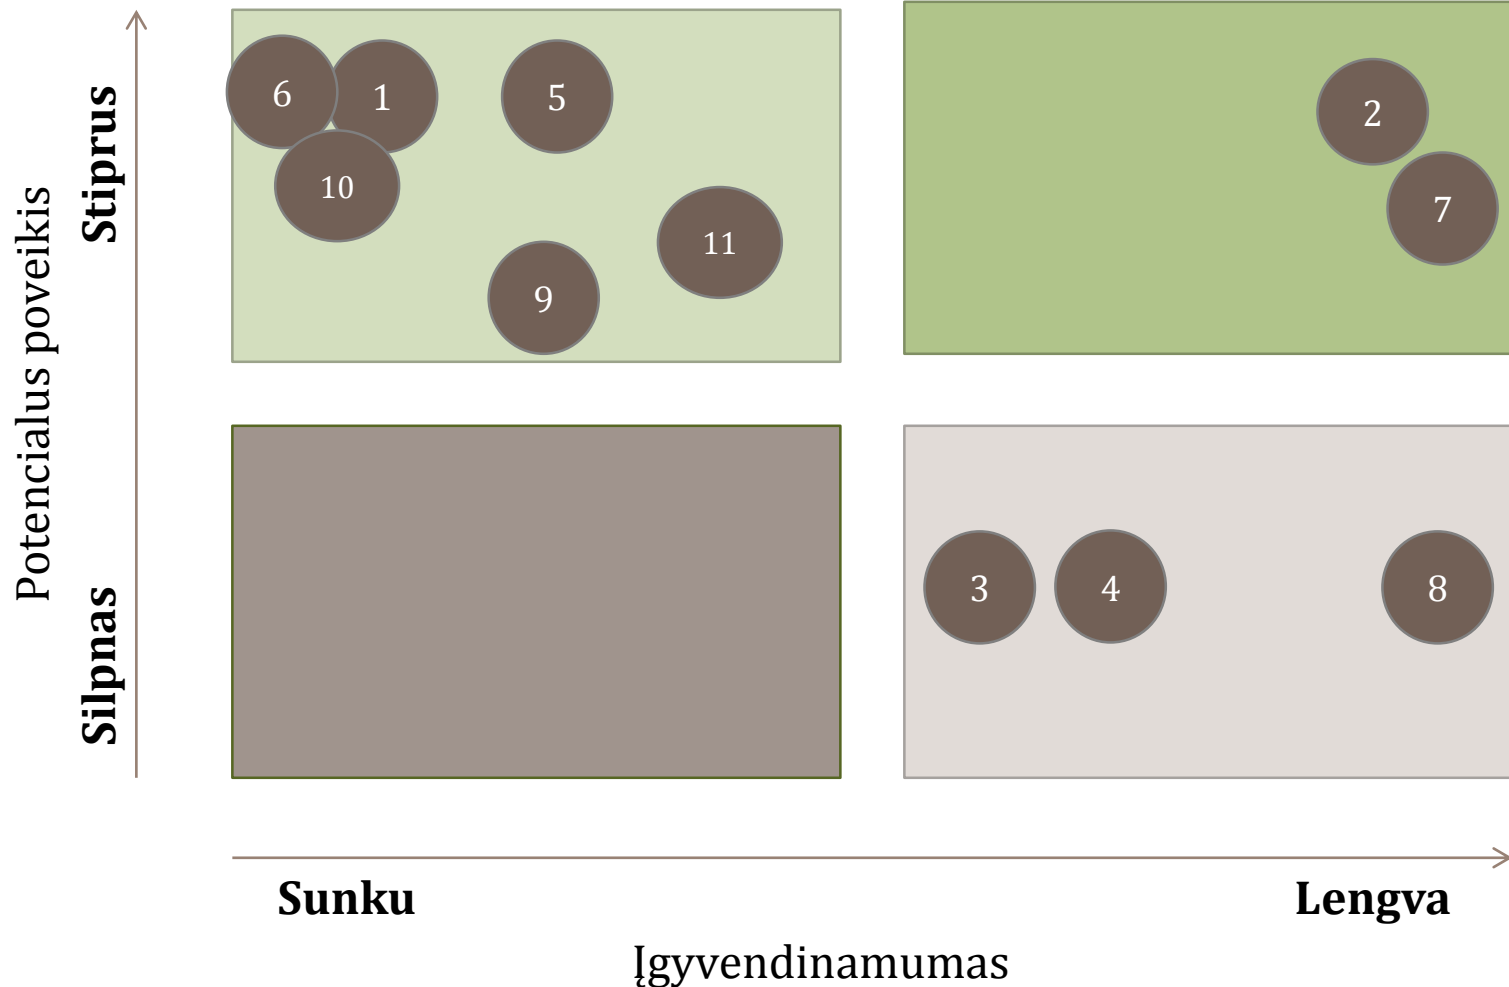 Potencialus poveikis
Stiprus
Silpnas
6
1
5
10
11
9
2
7
3
4
8
Sunku
Lengva
Įgyvendinamumas